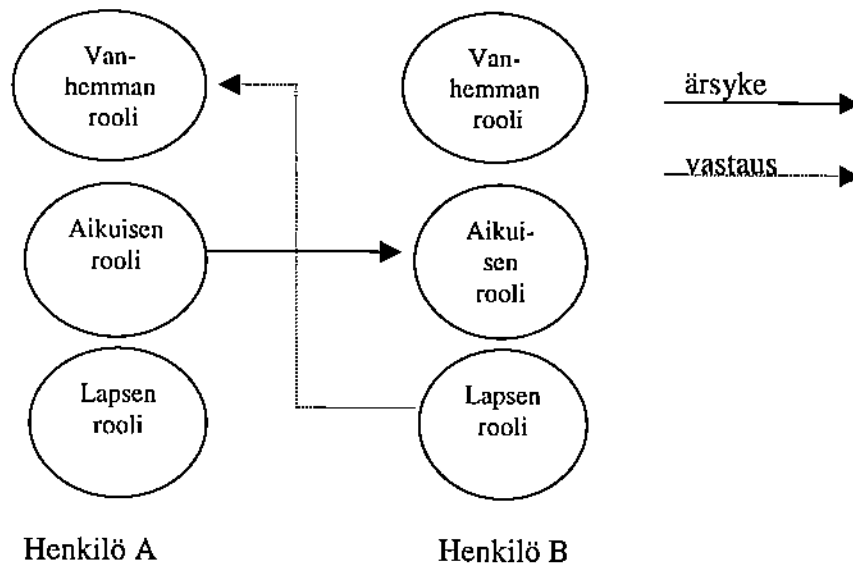 Van-
hemman
rooli
Van-
hemman
rooli
ärsyke
vastaus
Aikuisen
rooli
Aikui-
sen
rooli
Lapsen
rooli
Lapsen
rooli
Henkilö A
Henkilö B